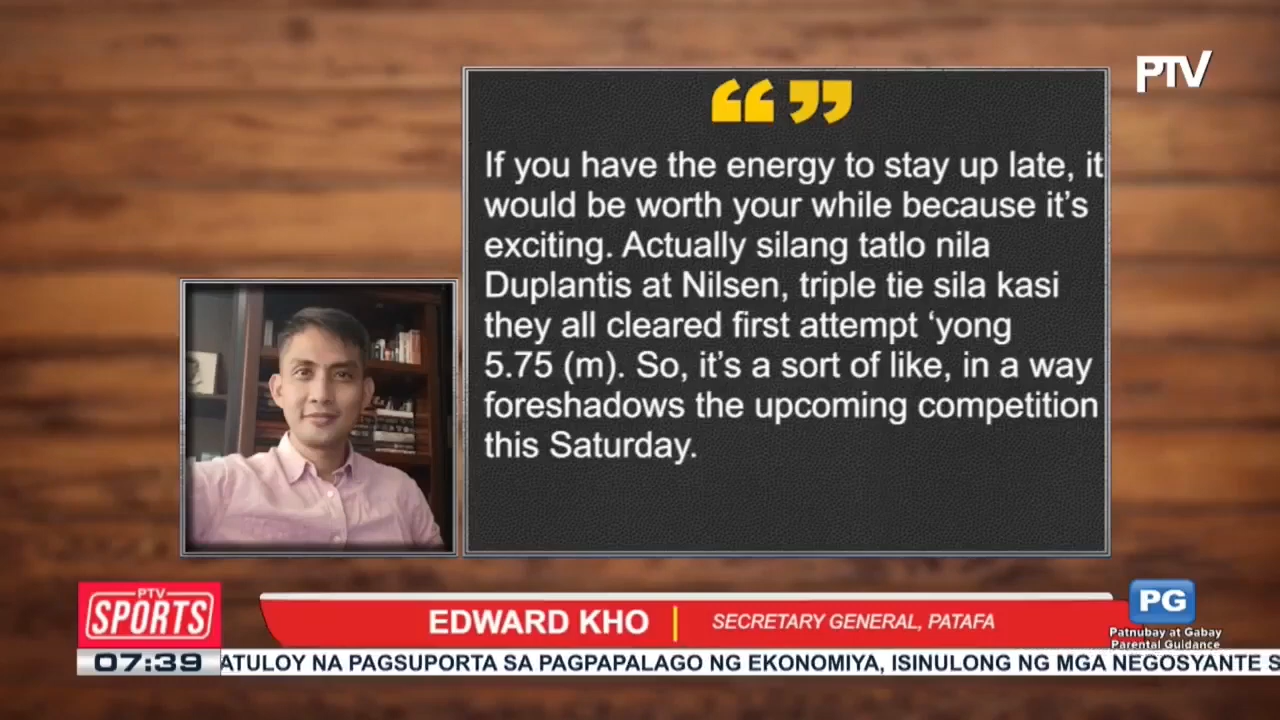 PTV
“ ”
If you have the energy to stay up late, it
would be worth your while because it’s
exciting. Actually silang tatlo nila
Duplantis at Nilsen, triple tie sila kasi
they all cleared first attempt ‘yong
5.75 (m). So, it’s a sort of like, in a way
foreshadows the upcoming competition
this Saturday.
PTV
SPORTS
EDWARD KHO
SECRETARY GENERAL, PATAFA
PG
Patnubay at Gabay
Parental Guidance
07:39
ATULOY NA PAGSUPORTA SA PAGPAPALAGO NG EKONOMIYA, ISINULONG NG MGA NEGOSYANTE S